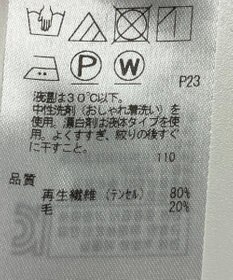 P
W
P23
液温は30℃以下。
中性洗剤(おしゃれ着洗い)を
使用。漂白剤は液体タイプを使
用。よくすすぎ、絞りの後すぐ
に干すこと。
110
品質
再生繊維(テンセル) 80%
毛 20%